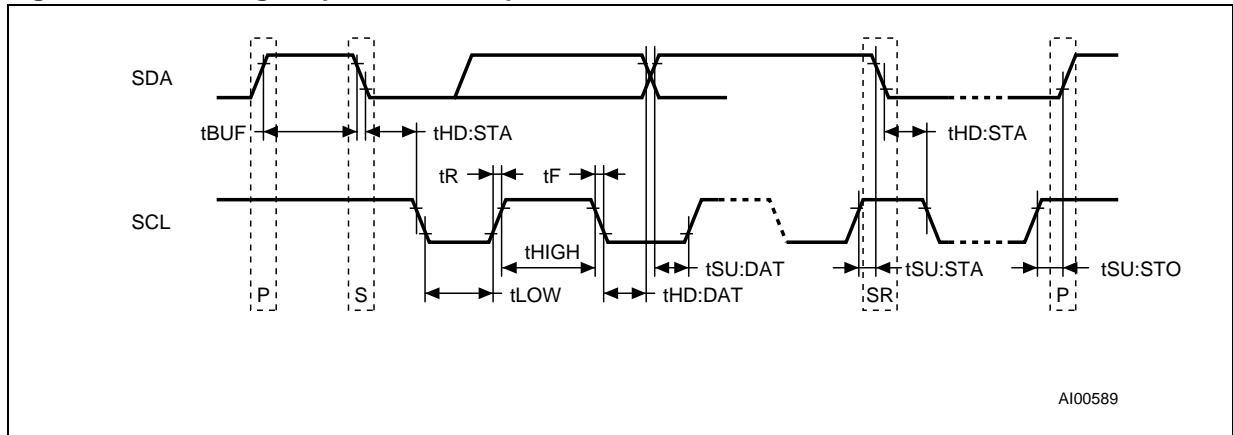 SDA
tBUF
tHD:STA
tHD:STA
tR
tF
SCL
tHIGH
tSU:DAT
tSU:STA
tSU:STO
P
S
tLOW
tHD:DAT
SR
P
AI00589